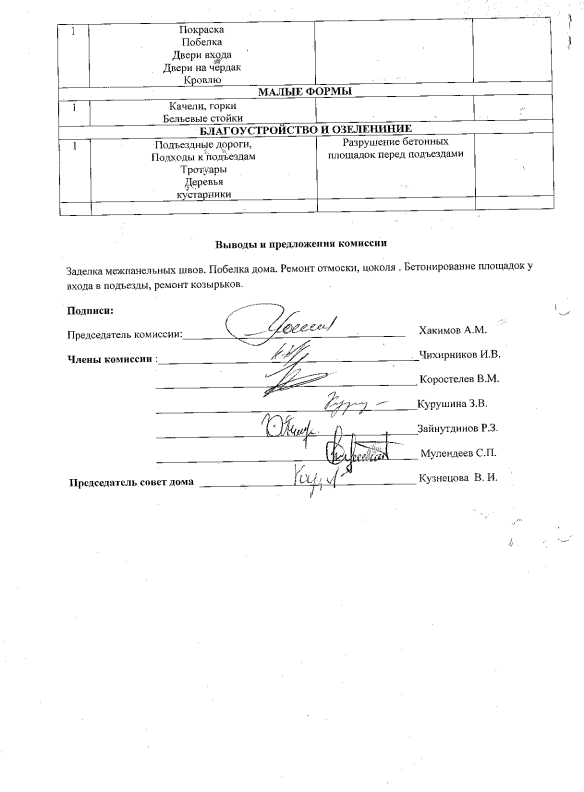 1 Покраска
Побелка
Двери входа
Двери на чердак
Кровлю
МАЛЫЕ ФОРМЫ
1 Качели, горки
Бельевые стойки
БЛАГОУСТРОЙСТВО И ОЗЕЛЕНИНИЕ
1 Подъездные дороги, Разрушение бетонных
Подходы к подъездам площадок перед подъездами
Тротуары
Деревья
кустарники
Выводы и предложения комиссии
Заделка межпанельных швов. Побелка дома. Ремонт отмоски, цоколя . Бетонирование площадок у
входа в подъезды, ремонт козырьков.
Подписи:
Председатель комиссии: Хакимов А.М.
Члены комиссии : Чихирников И.В.
Коростелев В.М.
Курушина З.В.
Зайнутдинов Р.З.
Мулендеев С.П.
Председатель совет дома Кузнецова В. И.